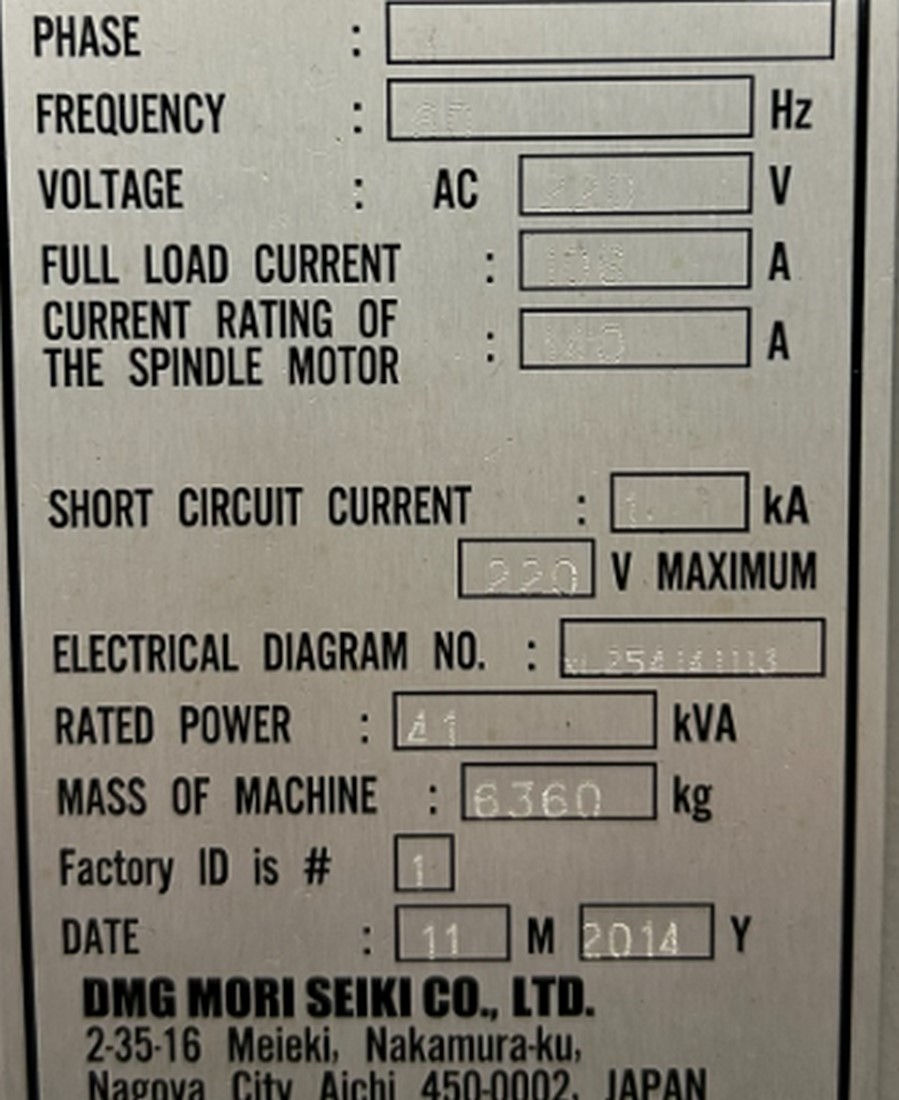 PHASE :
FREQUENCY : Hz
VOLTAGE : AC 220 V
FULL LOAD CURRENT : 108 A
CURRENT RATING OF
THE SPINDLE MOTOR : A
SHORT CIRCUIT CURRENT : kA
220 V MAXIMUM
ELECTRICAL DIAGRAM NO. :
RATED POWER : 41 kVA
MASS OF MACHINE : 6360 kg
Factory ID is # 1
DATE : 11 M 2014 Y
DMG MORI SEIKI CO., LTD.
2-35-16 Meieki, Nakamura-ku,
Nagoya City Aichi 450-0002, JAPAN